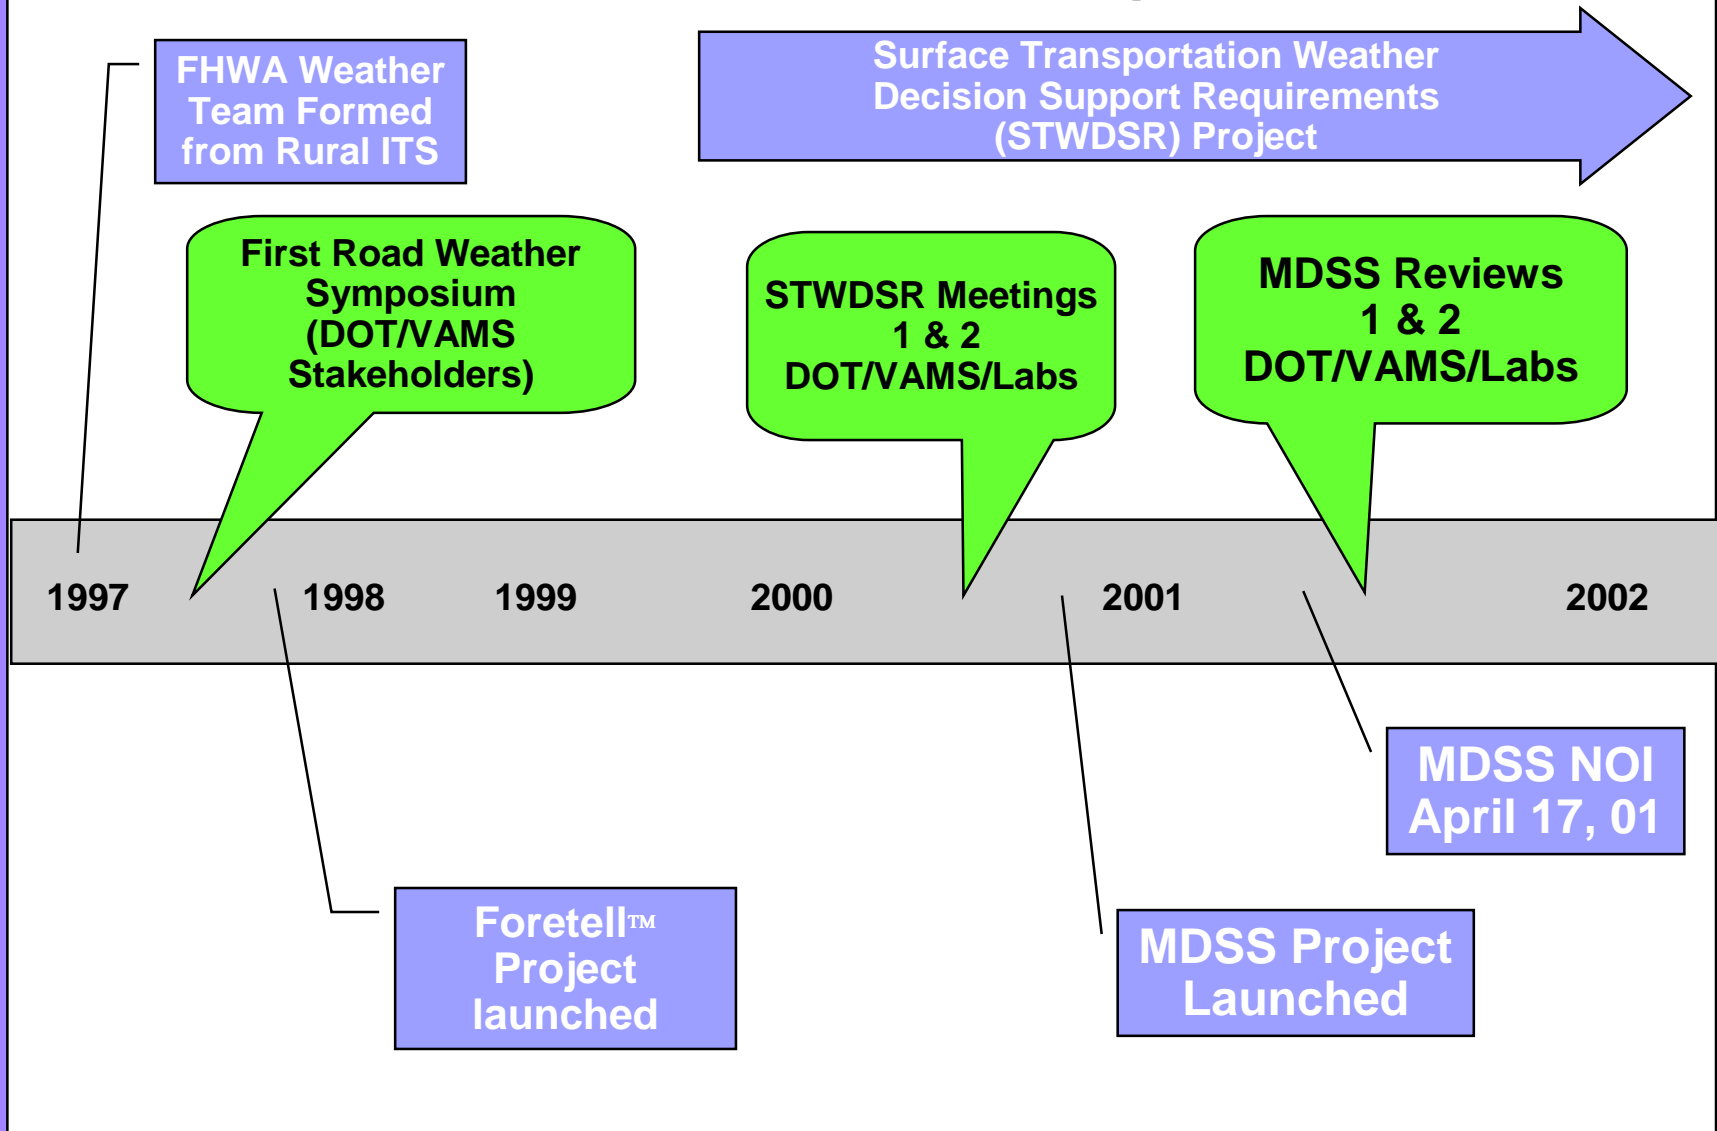 FHWA Weather
Team Formed
from Rural ITS
Surface Transportation Weather
Decision Support Requirements
(STWDSR) Project
First Road Weather
Symposium
(DOT/VAMS
Stakeholders)
STWDSR Meetings
1 & 2
DOT/VAMS/Labs
MDSS Reviews
1 & 2
DOT/VAMS/Labs
1997 1998 1999 2000 2001 2002
MDSS NOI
April 17, 01
Foretell™
Project
launched
MDSS Project
Launched